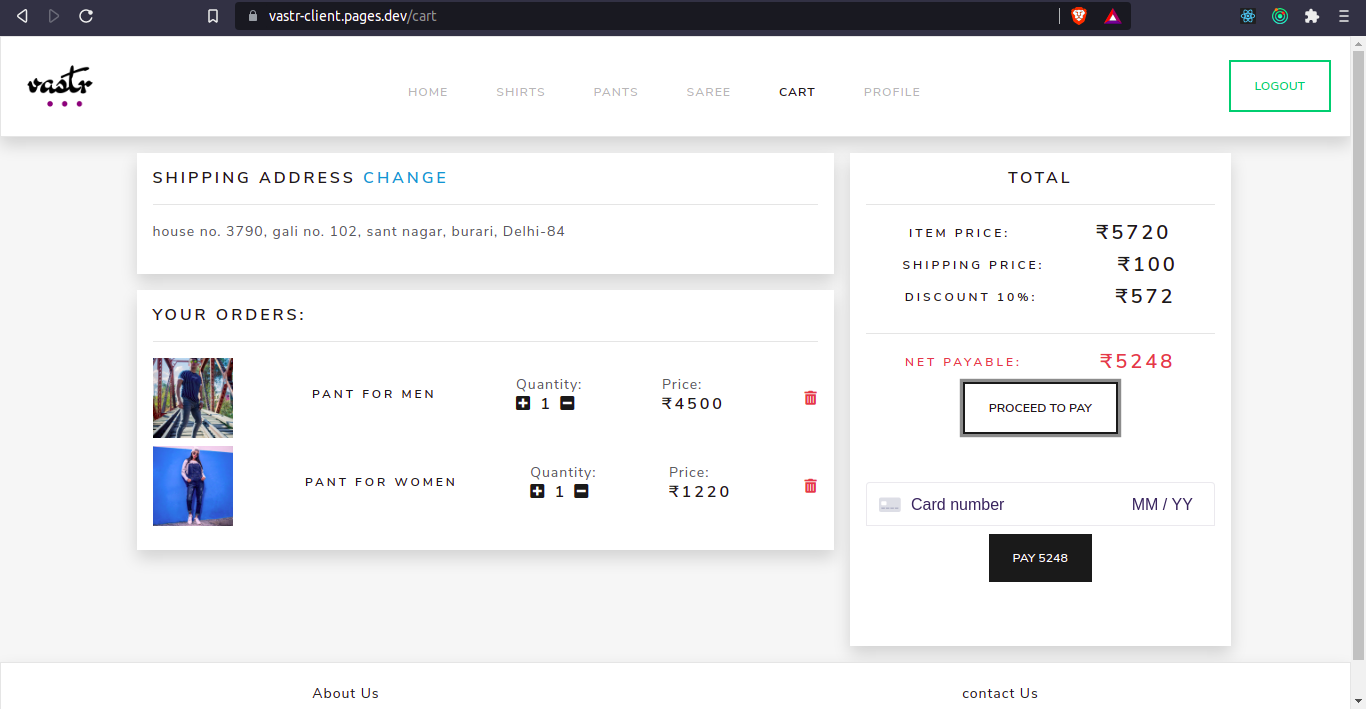 vastr-client.pages.dev/cart
vastr
HOME SHIRTS PANTS SAREE CART PROFILE
LOGOUT
SHIPPING ADDRESS CHANGE
house no. 3790, gali no. 102, sant nagar, burari, Delhi-84
YOUR ORDERS:
PANT FOR MEN
Quantity:
1
Price:
₹4500
PANT FOR WOMEN
Quantity:
1
Price:
₹1220
TOTAL
ITEM PRICE: ₹5720
SHIPPING PRICE: ₹100
DISCOUNT 10%: ₹572
NET PAYABLE: ₹5248
PROCEED TO PAY
Card number MM / YY
PAY 5248
About Us contact Us